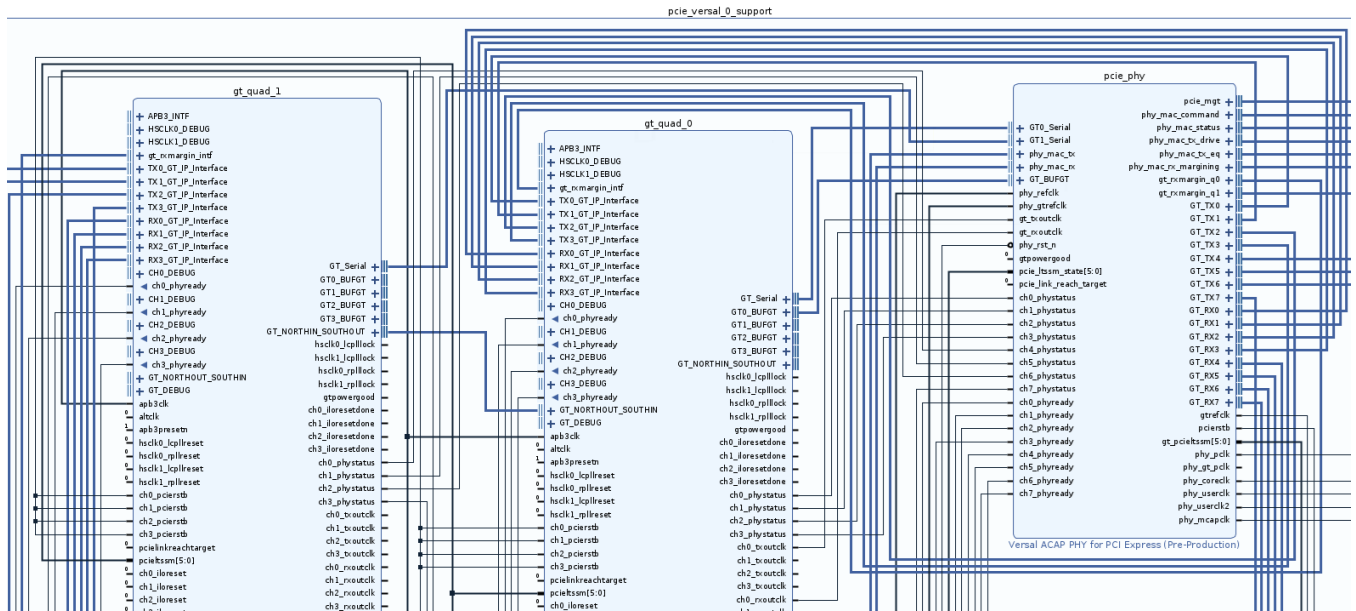 pcie_versal_0_support
gt_quad_1
APB3_INTF
HSCLK0_DEBUG
HSCLK1_DEBUG
gt_rxmargin_intf
TX0_GT_IP_Interface
TX1_GT_IP_Interface
TX2_GT_IP_Interface
TX3_GT_IP_Interface
RX0_GT_IP_Interface
RX1_GT_IP_Interface
RX2_GT_IP_Interface
RX3_GT_IP_Interface
CH0_DEBUG
ch0_phyready
CH1_DEBUG
ch1_phyready
CH2_DEBUG
ch2_phyready
CH3_DEBUG
ch3_phyready
GT_NORTHOUT_SOUTHIN
GT_DEBUG
apb3clk
altclk
apb3presetn
hsclk0_lcpllreset
hsclk0_rpllreset
hsclk1_lcpllreset
hsclk1_rpllreset
ch0_pcierstb
ch1_pcierstb
ch2_pcierstb
ch3_pcierstb
pcielinkreachtarget
pcieltssm[5:0]
ch0_iloreset
ch1_iloreset
ch2_iloreset
GT_Serial
GT0_BUFGT
GT1_BUFGT
GT2_BUFGT
GT3_BUFGT
GT_NORTHIN_SOUTHOUT
hsclk0_lcplllock
hsclk1_lcplllock
hsclk0_rplllock
hsclk1_rplllock
gtpowergood
ch0_iloresetdone
ch1_iloresetdone
ch2_iloresetdone
ch3_iloresetdone
ch0_phystatus
ch1_phystatus
ch2_phystatus
ch3_phystatus
ch0_txoutclk
ch1_txoutclk
ch2_txoutclk
ch3_txoutclk
ch0_rxoutclk
ch1_rxoutclk
ch2_rxoutclk
gt_quad_0
APB3_INTF
HSCLK0_DEBUG
HSCLK1_DEBUG
gt_rxmargin_intf
TX0_GT_IP_Interface
TX1_GT_IP_Interface
TX2_GT_IP_Interface
TX3_GT_IP_Interface
RX0_GT_IP_Interface
RX1_GT_IP_Interface
RX2_GT_IP_Interface
RX3_GT_IP_Interface
CH0_DEBUG
ch0_phyready
CH1_DEBUG
ch1_phyready
CH2_DEBUG
ch2_phyready
CH3_DEBUG
ch3_phyready
GT_NORTHOUT_SOUTHIN
GT_DEBUG
apb3clk
altclk
apb3presetn
hsclk0_lcpllreset
hsclk0_rpllreset
hsclk1_lcpllreset
hsclk1_rpllreset
ch0_pcierstb
ch1_pcierstb
ch2_pcierstb
ch3_pcierstb
pcielinkreachtarget
pcieltssm[5:0]
ch0_iloreset
GT_Serial
GT0_BUFGT
GT1_BUFGT
GT2_BUFGT
GT3_BUFGT
GT_NORTHIN_SOUTHOUT
hsclk0_lcplllock
hsclk1_lcplllock
hsclk0_rplllock
hsclk1_rplllock
gtpowergood
ch0_iloresetdone
ch1_iloresetdone
ch2_iloresetdone
ch3_iloresetdone
ch0_phystatus
ch1_phystatus
ch2_phystatus
ch3_phystatus
ch0_txoutclk
ch1_txoutclk
ch2_txoutclk
ch3_txoutclk
ch0_rxoutclk
pcie_phy
GT0_Serial
GT1_Serial
phy_mac_tx
phy_mac_rx
GT_BUFGT
phy_refclk
phy_gtrefclk
gt_txoutclk
gt_rxoutclk
phy_rst_n
gtpowergood
pcie_ltssm_state[5:0]
pcie_link_reach_target
ch0_phystatus
ch1_phystatus
ch2_phystatus
ch3_phystatus
ch4_phystatus
ch5_phystatus
ch6_phystatus
ch7_phystatus
ch0_phyready
ch1_phyready
ch2_phyready
ch3_phyready
ch4_phyready
ch5_phyready
ch6_phyready
ch7_phyready
pcie_mgt
phy_mac_command
phy_mac_status
phy_mac_tx_drive
phy_mac_tx_eq
phy_mac_rx_margining
gt_rxmargin_q0
gt_rxmargin_q1
GT_TX0
GT_TX1
GT_TX2
GT_TX3
GT_TX4
GT_TX5
GT_TX6
GT_TX7
GT_RX0
GT_RX1
GT_RX2
GT_RX3
GT_RX4
GT_RX5
GT_RX6
GT_RX7
gtrefclk
pcierstb
gt_pcieltssm[5:0]
phy_pclk
phy_gt_pclk
phy_coreclk
phy_userclk
phy_userclk2
phy_mcapclk
Versal ACAP PHY for PCI Express (Pre-Production)